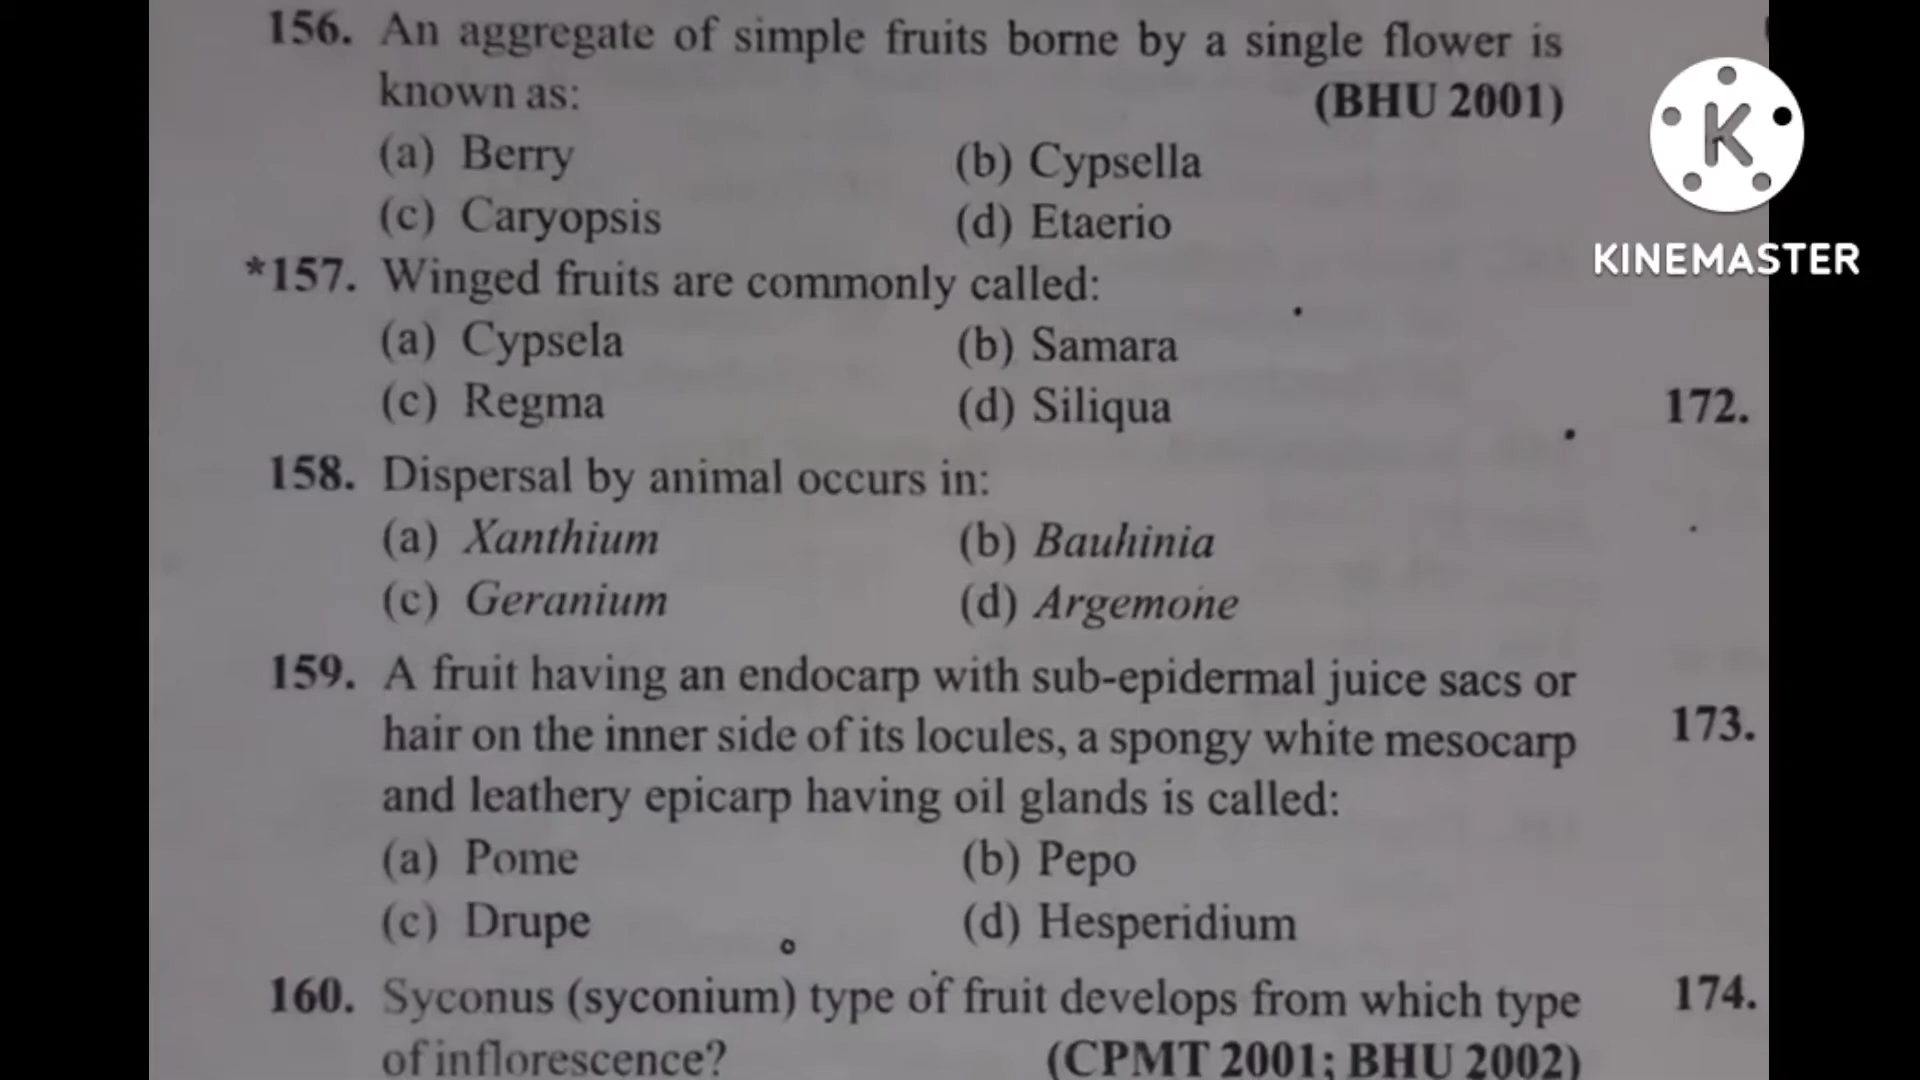 156. An aggregate of simple fruits borne by a single flower is
known as: (BHU 2001)
(a) Berry (b) Cypsella
(c) Caryopsis (d) Etaerio
*157. Winged fruits are commonly called:
(a) Cypsela (b) Samara
(c) Regma (d) Siliqua
158. Dispersal by animal occurs in:
(a) Xanthium (b) Bauhinia
(c) Geranium (d) Argemone
159. A fruit having an endocarp with sub-epidermal juice sacs or
hair on the inner side of its locules, a spongy white mesocarp
and leathery epicarp having oil glands is called:
(a) Pome (b) Pepo
(c) Drupe (d) Hesperidium
160. Syconus (syconium) type of fruit develops from which type
of inflorescence? (CPMT 2001; BHU 2002)
172.
173.
174.
K
KINEMASTER